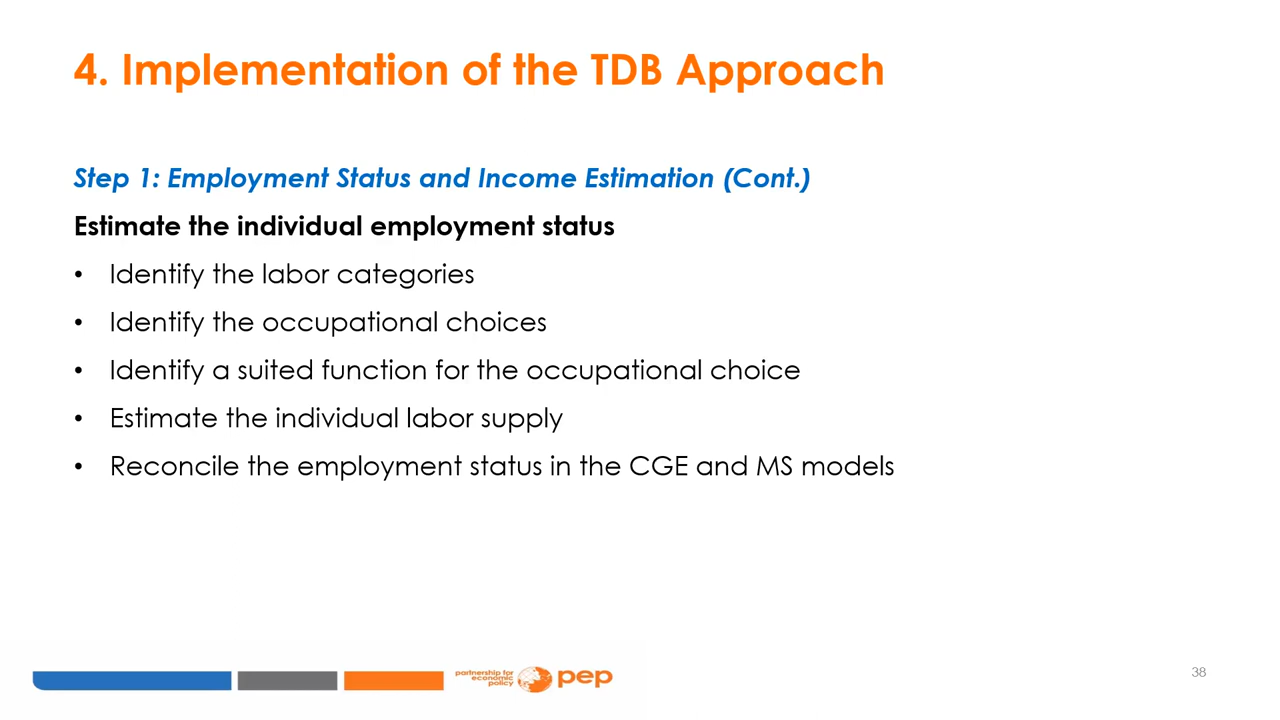 4. Implementation of the TDB Approach
Step 1: Employment Status and Income Estimation (Cont.)
Estimate the individual employment status
• Identify the labor categories
• Identify the occupational choices
• Identify a suited function for the occupational choice
• Estimate the individual labor supply
• Reconcile the employment status in the CGE and MS models
partnership for
economic
policy
pep
38